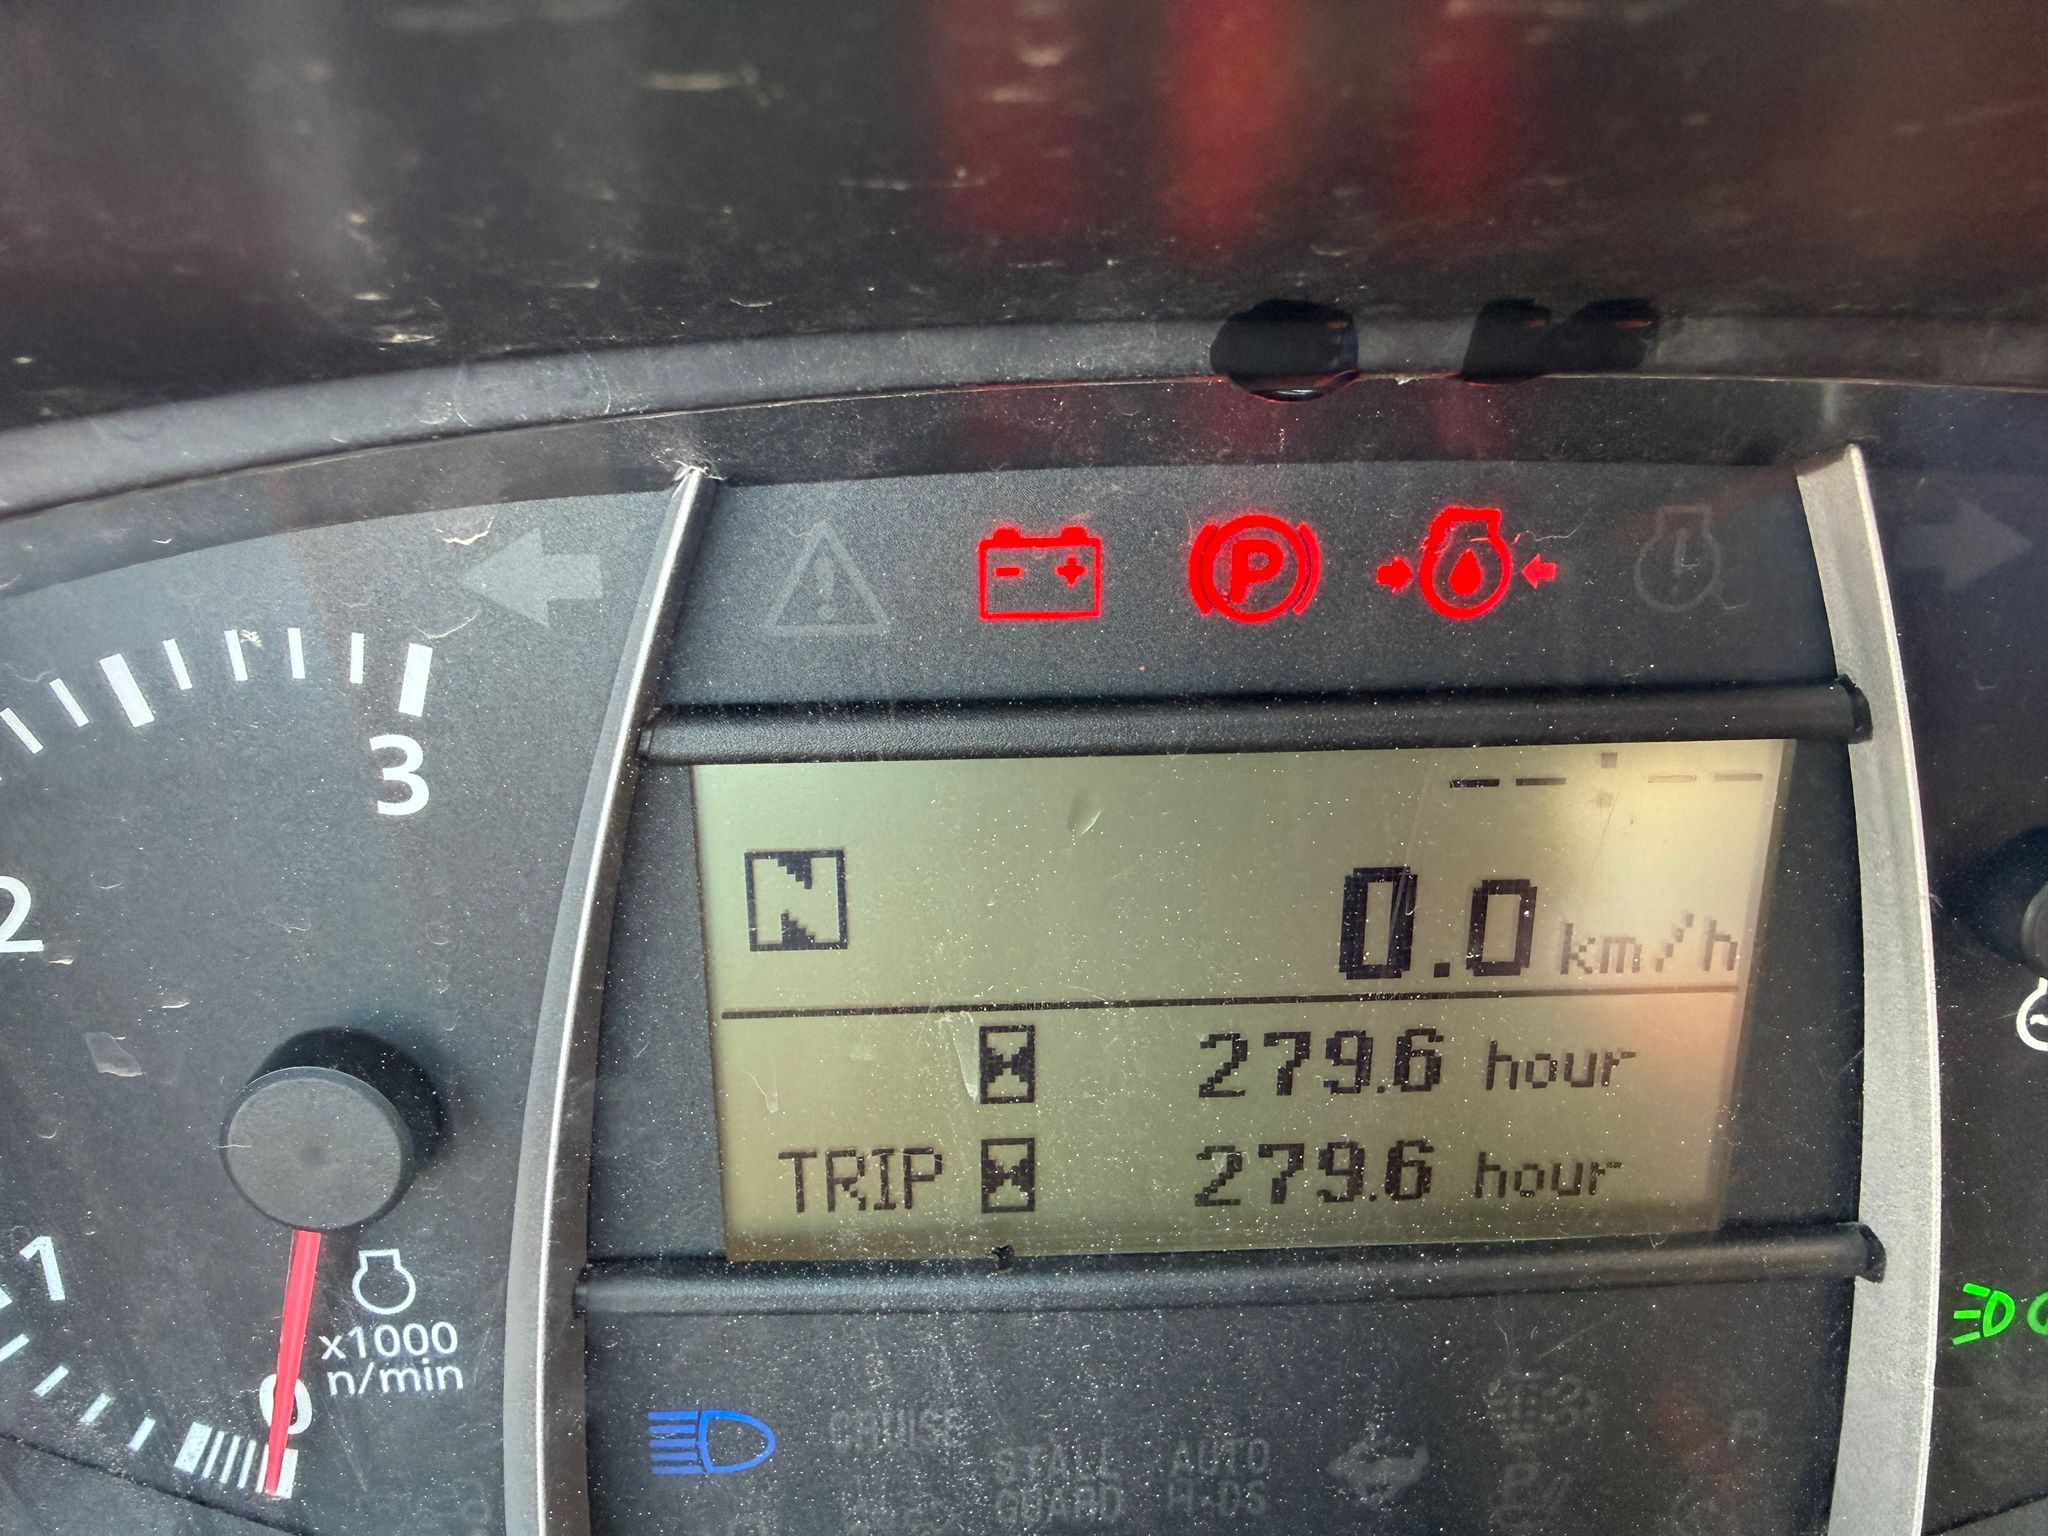 3
2
1
0
x1000
n/min
- +
P
--:--
N
0.0 km/h
279.6 hour
TRIP 279.6 hour
CRUISE
STALL GUARD
AUTO H-DS
P